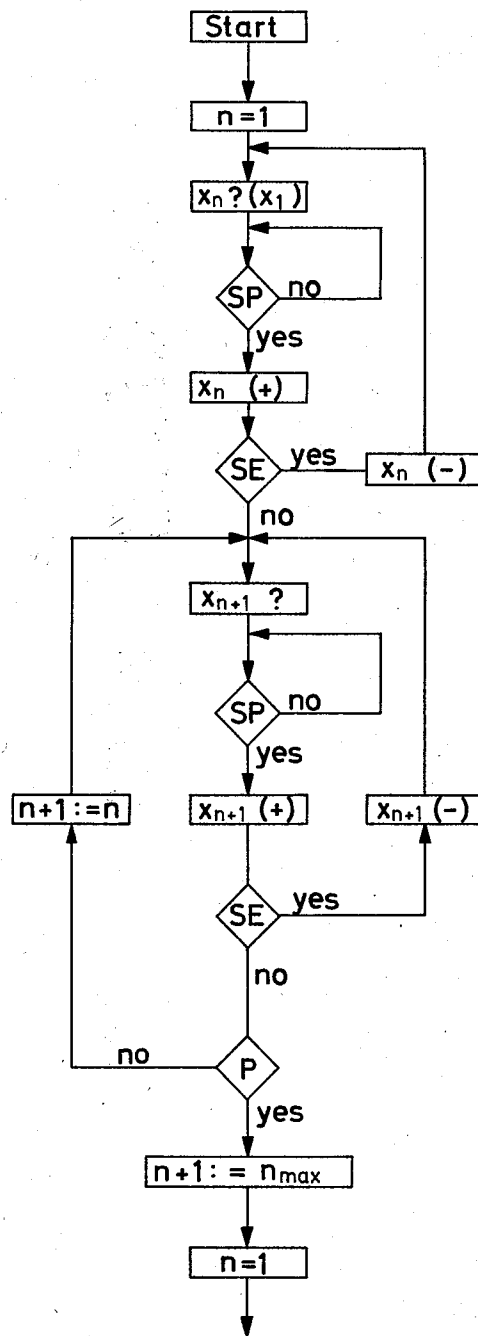 Start
n=1
xₙ?(x₁)
SP
no
yes
xₙ (+)
SE
yes
xₙ (-)
no
xₙ₊₁ ?
SP
no
yes
n+1:=n
xₙ₊₁(+)
xₙ₊₁(-)
SE
yes
no
P
no
yes
n+1:= nₘₐₓ
n=1